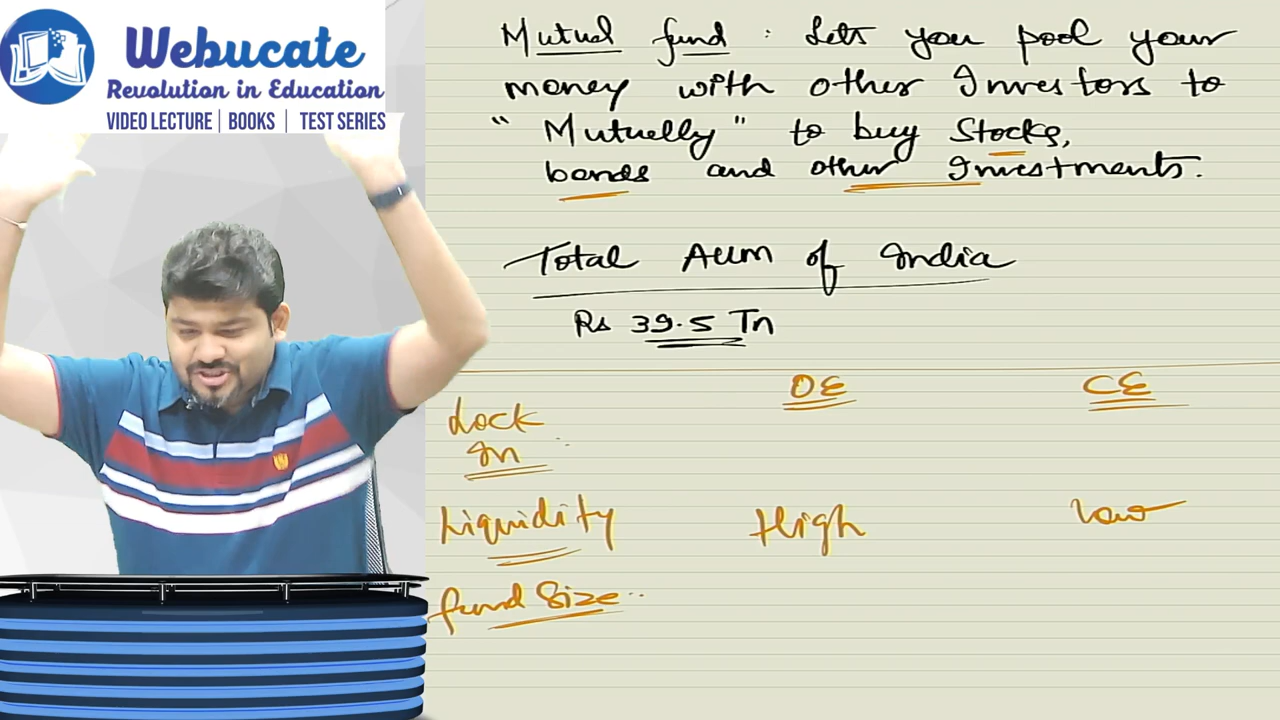 Webucate
Revolution in Education
VIDEO LECTURE | BOOKS | TEST SERIES
Mutual fund : Lets you pool your
money with other Investors to
"Mutuelly" to buy Stocks,
bonds and other Investments.
Total AUM of India
Rs 39.5 Tn
OE CE
Lock
In
Liquidity High Low
fund Size